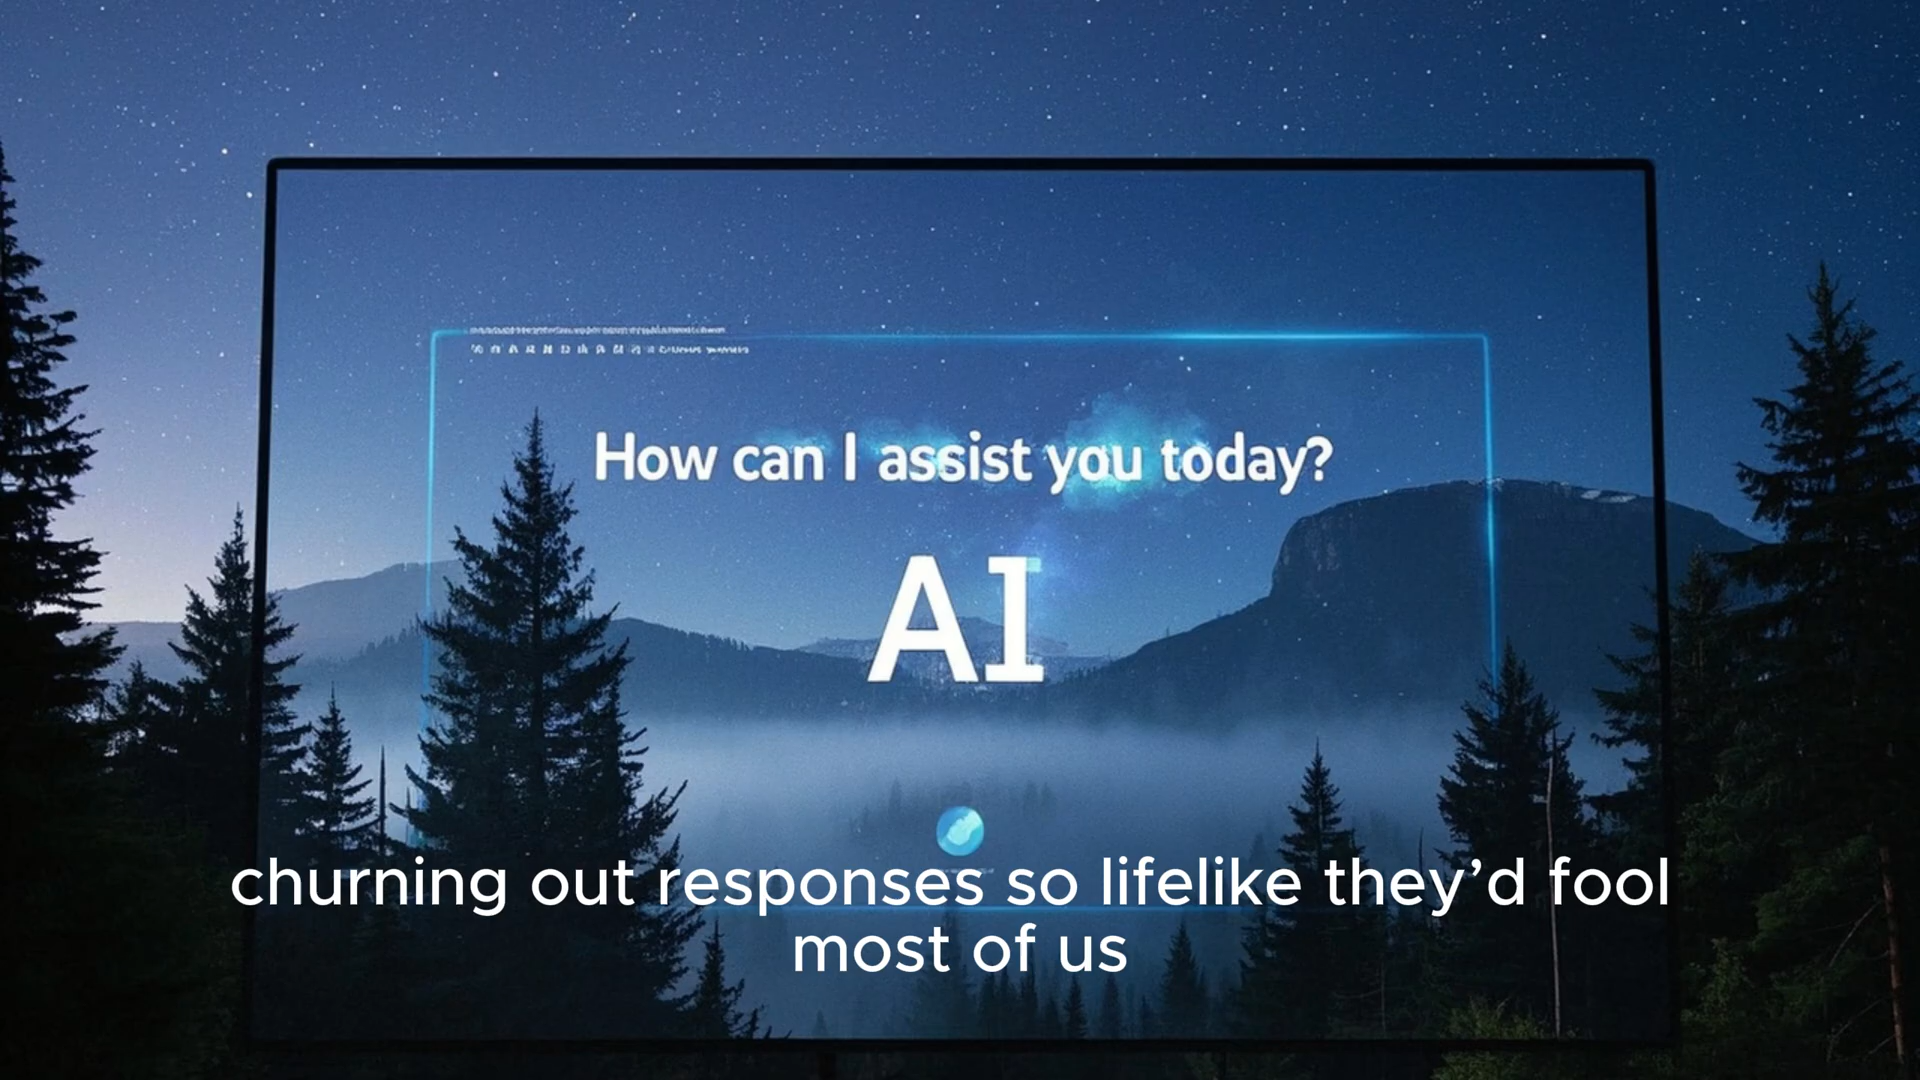 How can I assist you today?
AI
churning out responses so lifelike they’d fool
most of us